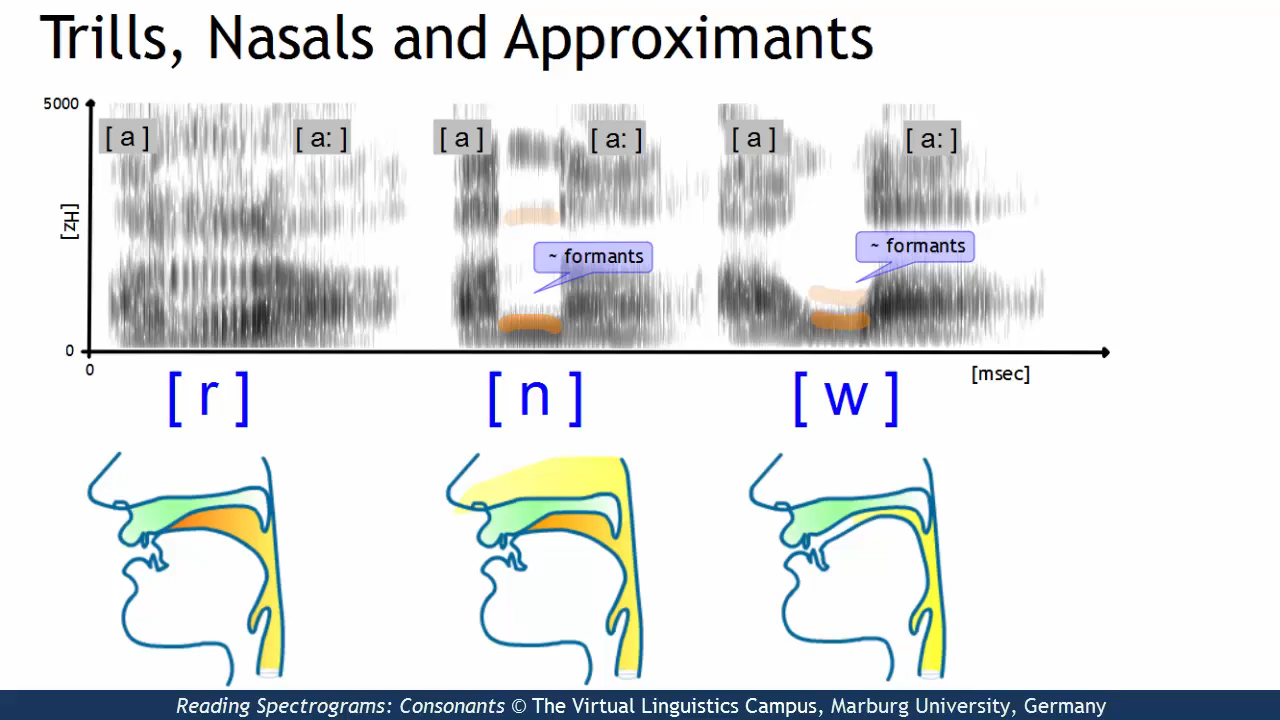 Trills, Nasals and Approximants
5000
[ a ] [ a: ] [ a ] [ a: ] [ a ] [ a: ]
[Hz]
~ formants
~ formants
0
0
[msec]
[ r ] [ n ] [ w ]
Reading Spectrograms: Consonants © The Virtual Linguistics Campus, Marburg University, Germany